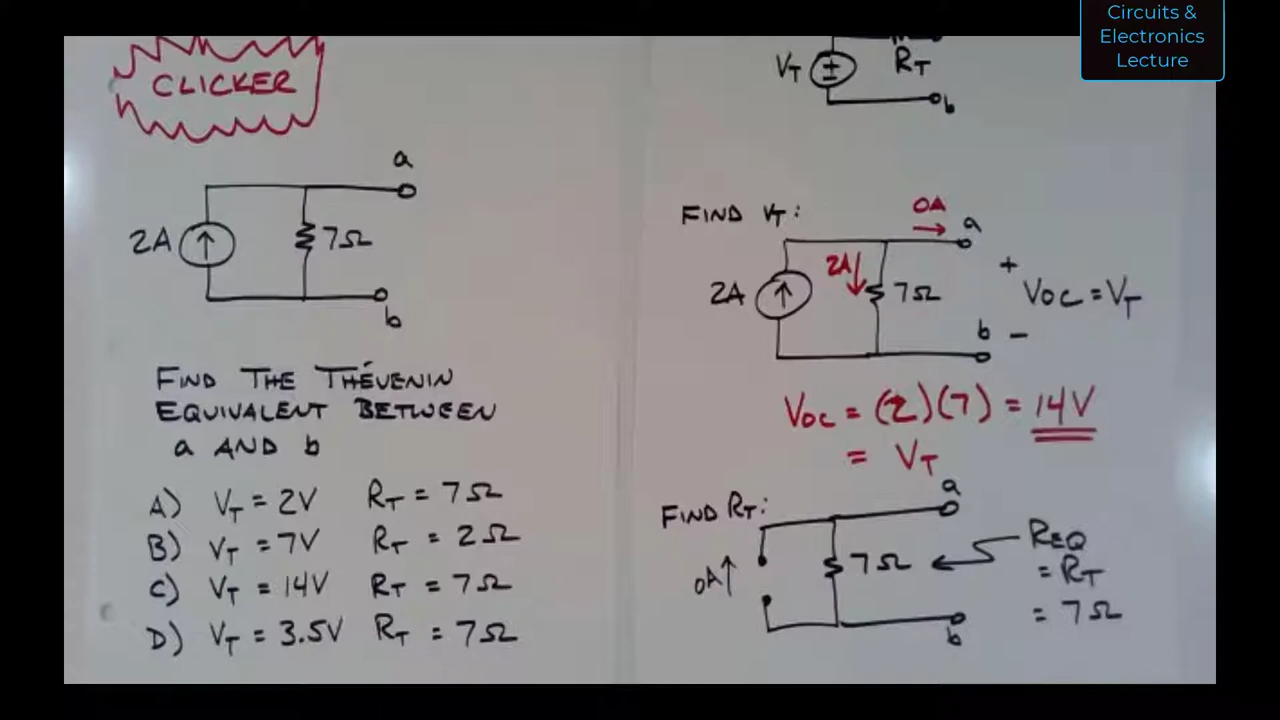 Circuits &
Electronics
Lecture
CLICKER
a
2A
7Ω
b
FIND THE THÉVENIN
EQUIVALENT BETWEEN
a AND b
A) VT = 2V RT = 7Ω
B) VT = 7V RT = 2Ω
C) VT = 14V RT = 7Ω
D) VT = 3.5V RT = 7Ω
VT + − RT
b
FIND VT:
0A
a
2A
2A
7Ω
+
VOC = VT
b −
VOC = (2)(7) = 14V
= VT
FIND RT:
a
0A
7Ω
REQ
= RT
= 7Ω
b